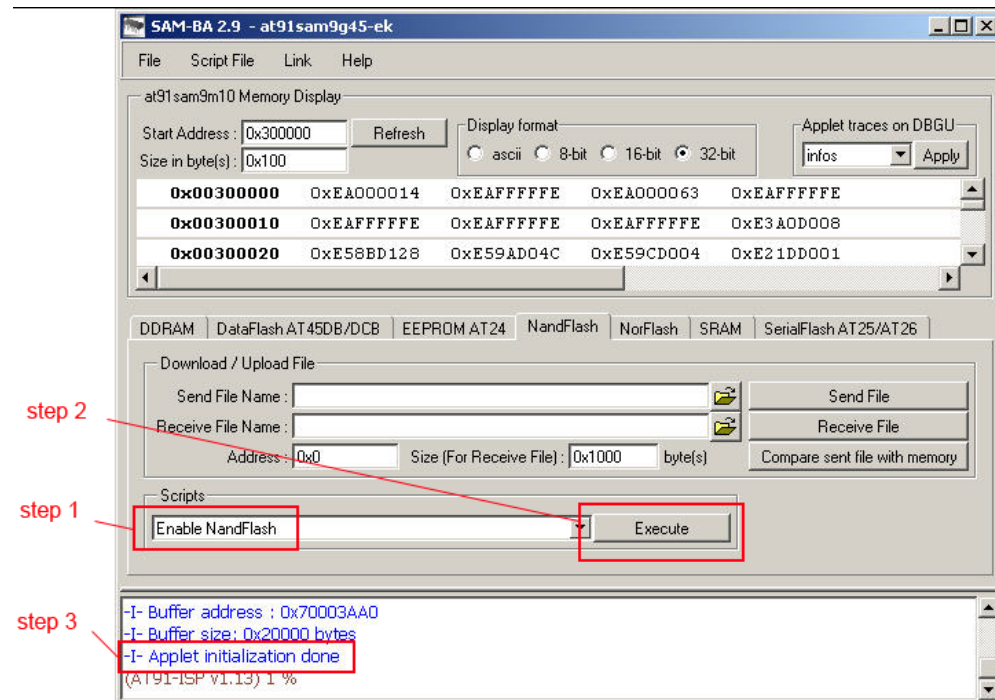 SAM-BA 2.9 - at91sam9g45-ek
File Script File Link Help
at91sam9m10 Memory Display
Start Address : 0x300000 Refresh
Size in byte(s) : 0x100
Display format
ascii 8-bit 16-bit 32-bit
Applet traces on DBGU
infos Apply
0x00300000 0xEA000014 0xEAFFFFFE 0xEA000063 0xEAFFFFFE
0x00300010 0xEAFFFFFE 0xEAFFFFFE 0xEAFFFFFE 0xE3A0D008
0x00300020 0xE58BD128 0xE59AD04C 0xE59CD004 0xE21DD001
DDRAM DataFlash AT45DB/DCB EEPROM AT24 NandFlash NorFlash SRAM SerialFlash AT25/AT26
Download / Upload File
Send File Name : Send File
step 2
Receive File Name : Receive File
Address : 0x0 Size (For Receive File) : 0x1000 byte(s) Compare sent file with memory
Scripts
step 1
Enable NandFlash Execute
-I- Buffer address : 0x70003AA0
step 3
-I- Buffer size: 0x20000 bytes
-I- Applet initialization done
(AT91-ISP v1.13) 1 %